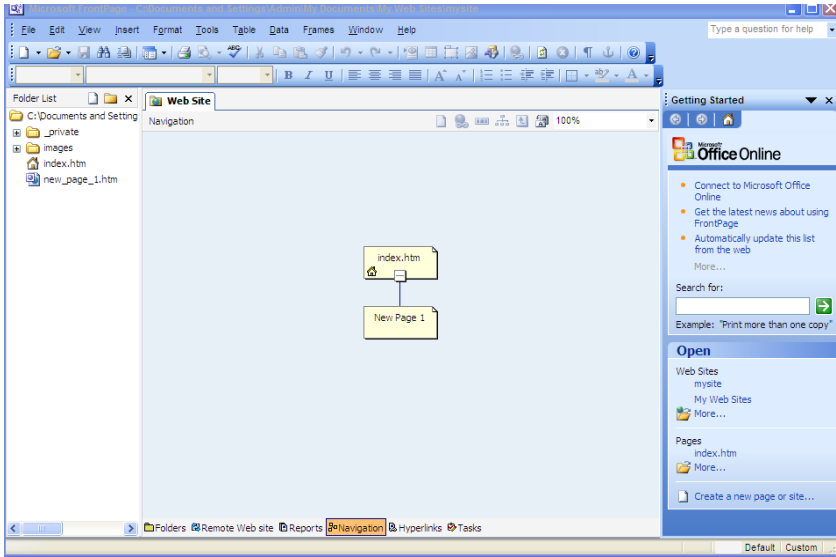 Microsoft FrontPage - C:\Documents and Settings\Admin\My Documents\My Web Sites\mysite
File Edit View Insert Format Tools Table Data Frames Window Help
Type a question for help
B I U
Folder List
C:\Documents and Setting
_private
images
index.htm
new_page_1.htm
Web Site
Navigation
100%
index.htm
New Page 1
Folders Remote Web site Reports Navigation Hyperlinks Tasks
Getting Started
Microsoft
Office Online
Connect to Microsoft Office
Online
Get the latest news about using
FrontPage
Automatically update this list
from the web
More...
Search for:
Example: "Print more than one copy"
Open
Web Sites
mysite
My Web Sites
More...
Pages
index.htm
More...
Create a new page or site...
Default Custom